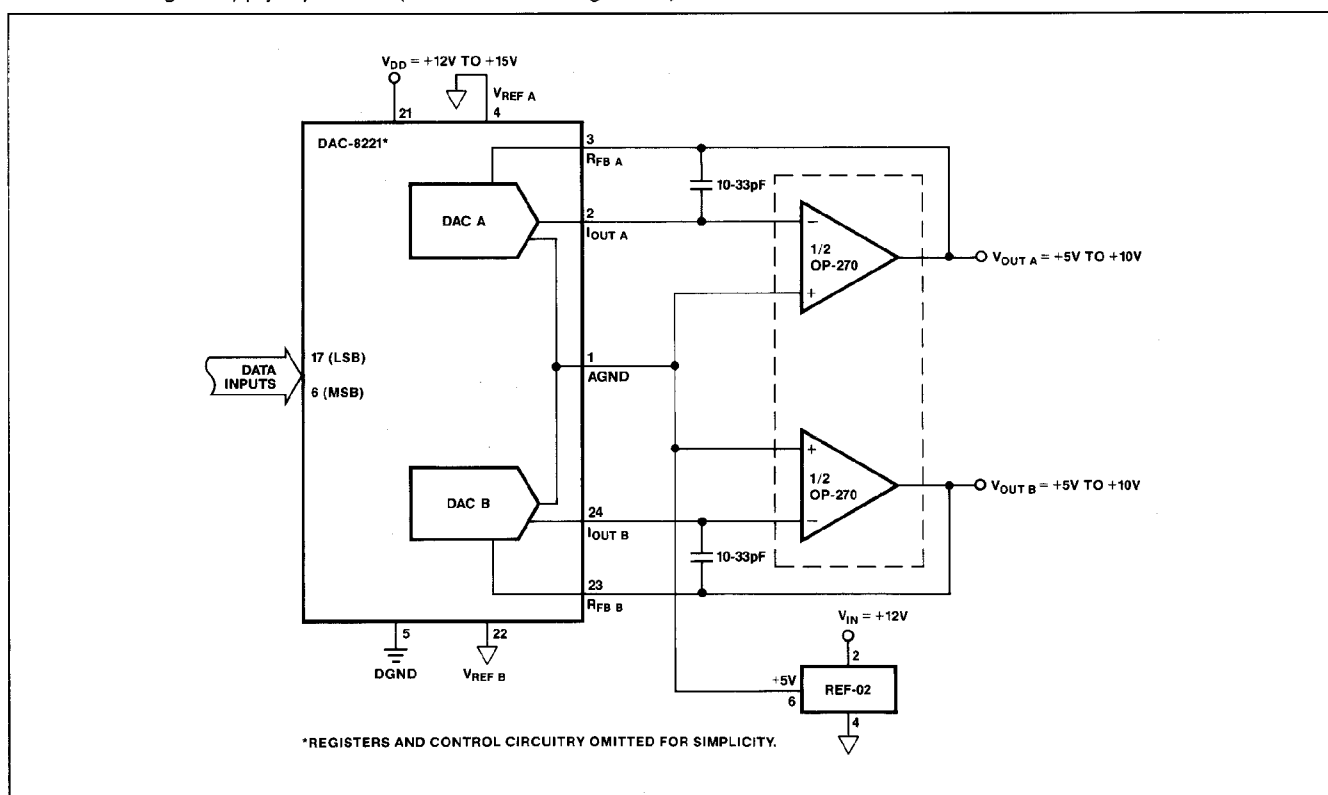 V_DD = +12V TO +15V
V_REF A
21
4
DAC-8221*
3
R_FB A
10-33pF
DAC A
2
I_OUT A
−
1/2
OP-270
+
V_OUT A = +5V TO +10V
17 (LSB)
DATA
INPUTS
6 (MSB)
1
AGND
+
1/2
OP-270
−
V_OUT B = +5V TO +10V
DAC B
24
I_OUT B
10-33pF
23
R_FB B
5
DGND
22
V_REF B
V_IN = +12V
2
+5V
6
REF-02
4
*REGISTERS AND CONTROL CIRCUITRY OMITTED FOR SIMPLICITY.